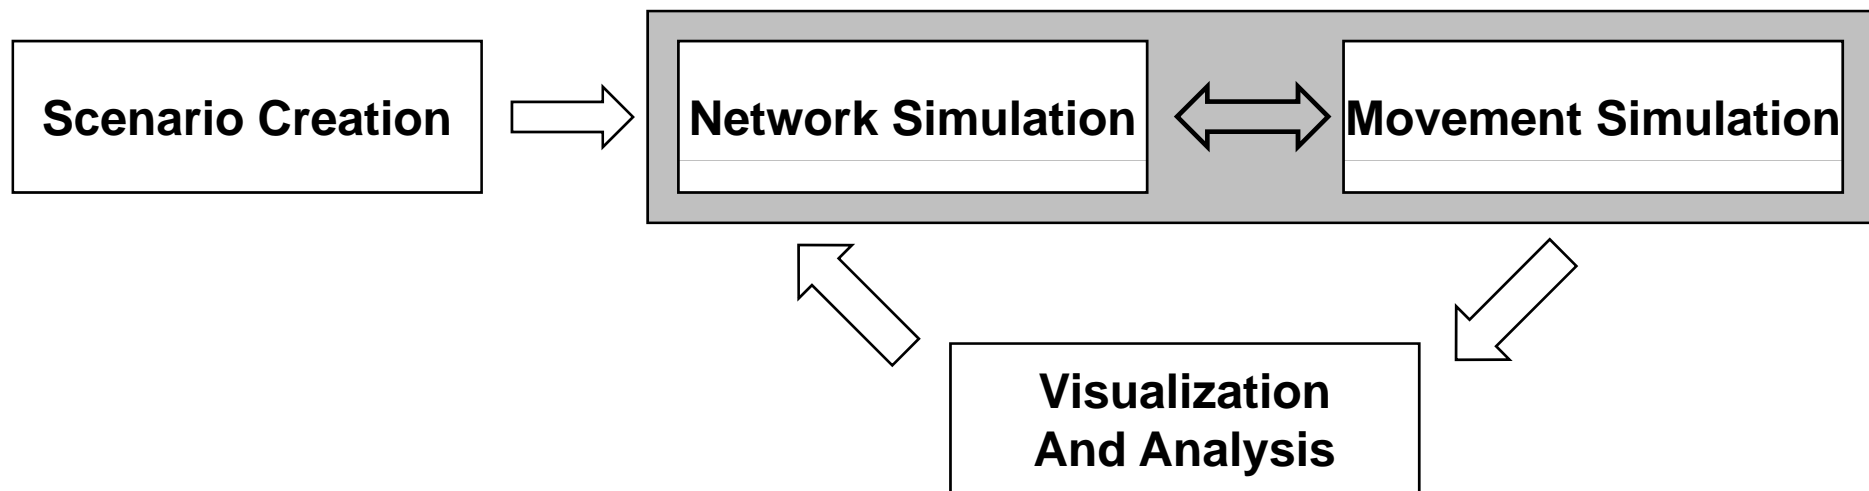 Scenario Creation
Network Simulation
Movement Simulation
Visualization
And Analysis